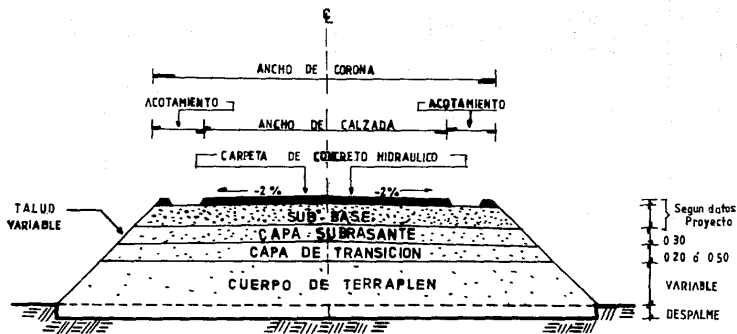 ℄
ANCHO DE CORONA
ACOTAMIENTO
ACOTAMIENTO
ANCHO DE CALZADA
CARPETA DE CONCRETO HIDRAULICO
-2%
-2%
TALUD VARIABLE
SUB BASE
Segun datos Proyecto
CAPA SUBRASANTE
0 30
CAPA DE TRANSICION
0 20 ó 0 50
CUERPO DE TERRAPLEN
VARIABLE
DESPALME